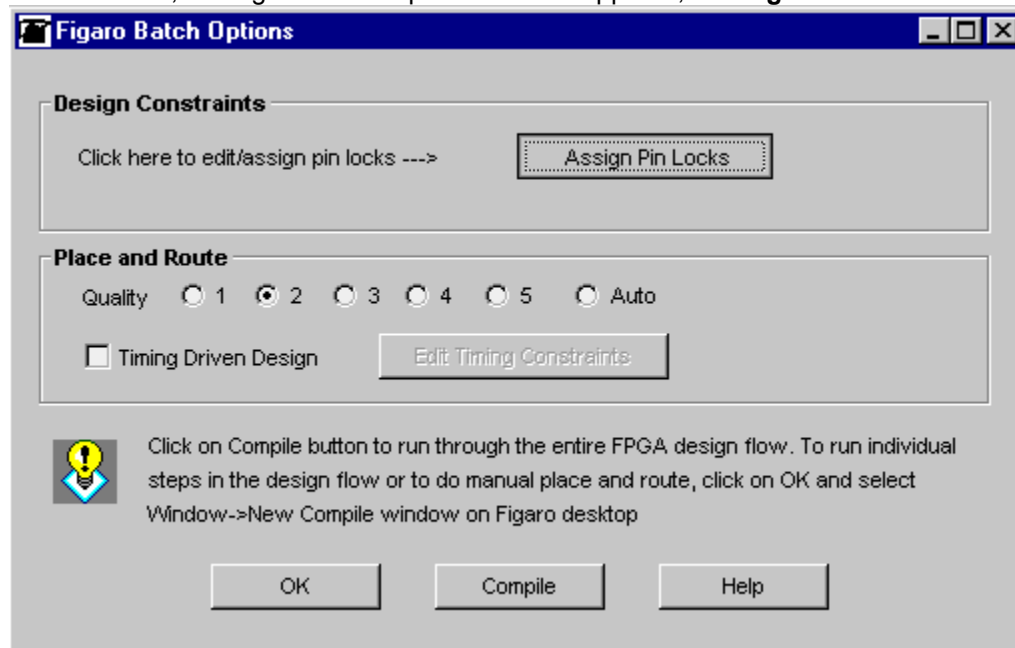 Figaro Batch Options
Design Constraints
Click here to edit/assign pin locks ---> Assign Pin Locks
Place and Route
Quality 1 2 3 4 5 Auto
Timing Driven Design Edit Timing Constraints
Click on Compile button to run through the entire FPGA design flow. To run individual
steps in the design flow or to do manual place and route, click on OK and select
Window->New Compile window on Figaro desktop
OK Compile Help